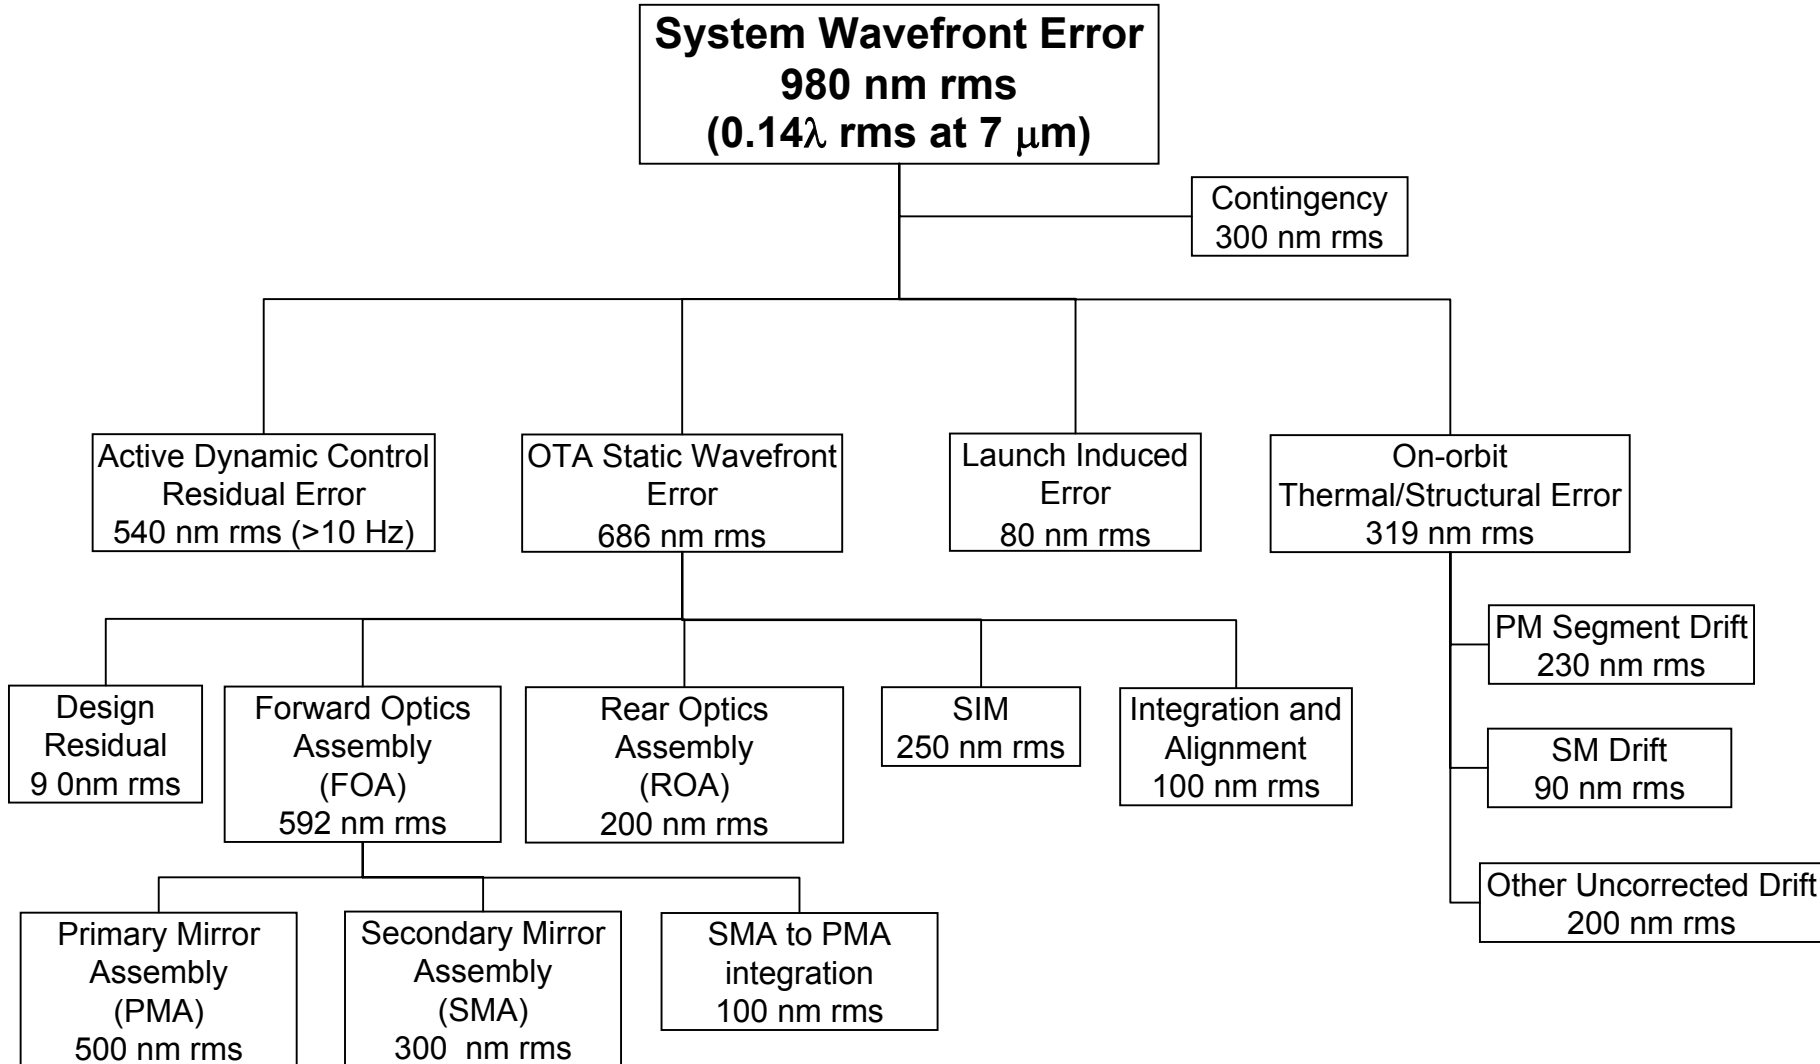 System Wavefront Error
980 nm rms
(0.14λ rms at 7 μm)
Contingency
300 nm rms
Active Dynamic Control
Residual Error
540 nm rms (>10 Hz)
OTA Static Wavefront
Error
686 nm rms
Launch Induced
Error
80 nm rms
On-orbit
Thermal/Structural Error
319 nm rms
PM Segment Drift
230 nm rms
SM Drift
90 nm rms
Other Uncorrected Drift
200 nm rms
Design
Residual
9 0nm rms
Forward Optics
Assembly
(FOA)
592 nm rms
Rear Optics
Assembly
(ROA)
200 nm rms
SIM
250 nm rms
Integration and
Alignment
100 nm rms
Primary Mirror
Assembly
(PMA)
500 nm rms
Secondary Mirror
Assembly
(SMA)
300  nm rms
SMA to PMA
integration
100 nm rms